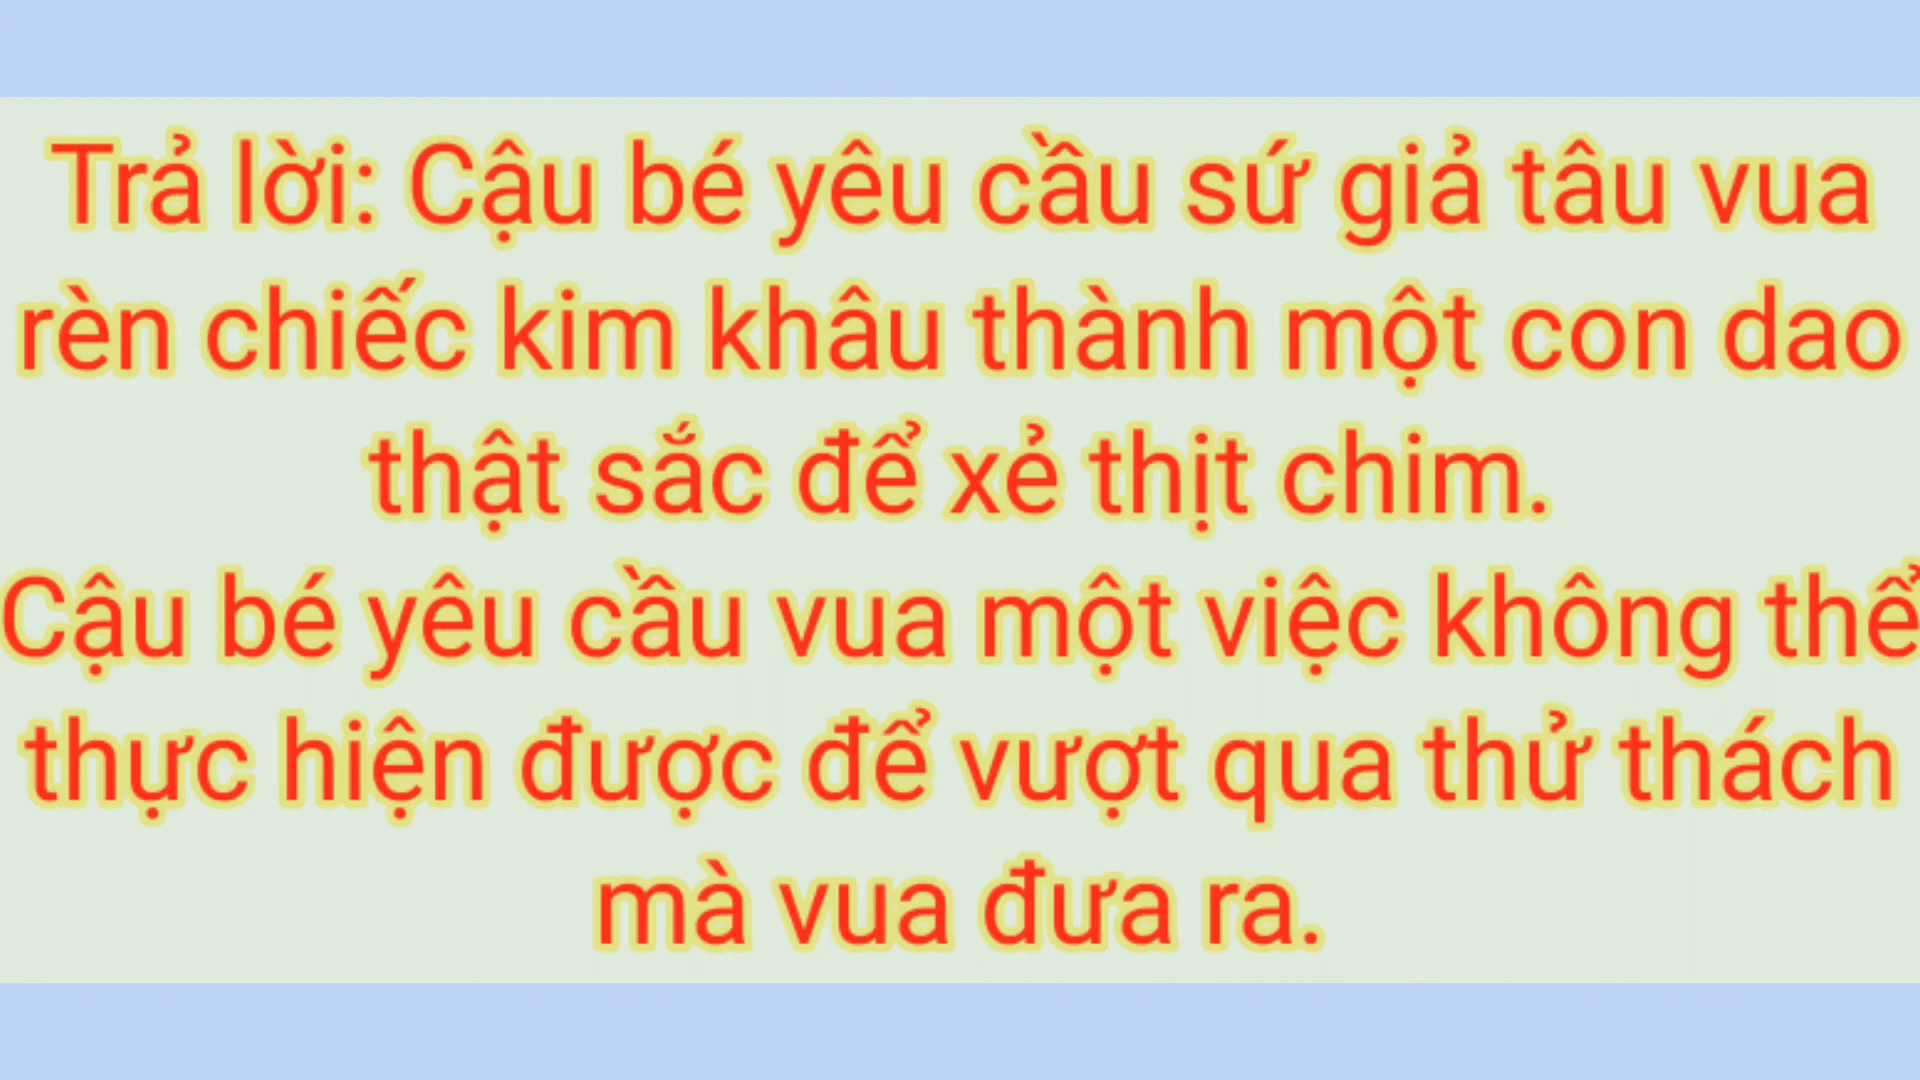 Trả lời: Cậu bé yêu cầu sứ giả tâu vua
rèn chiếc kim khâu thành một con dao
thật sắc để xẻ thịt chim.
Cậu bé yêu cầu vua một việc không thể
thực hiện được để vượt qua thử thách
mà vua đưa ra.